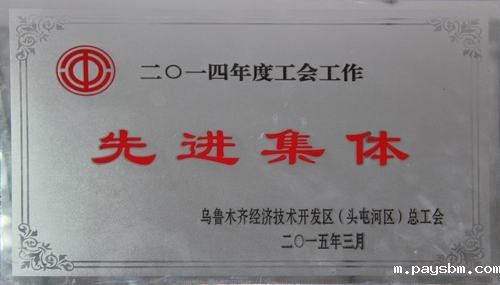 二〇一四年度工会工作
先进集体
乌鲁木齐经济技术开发区（头屯河区）总工会
二〇一五年三月
m.paysbm.com